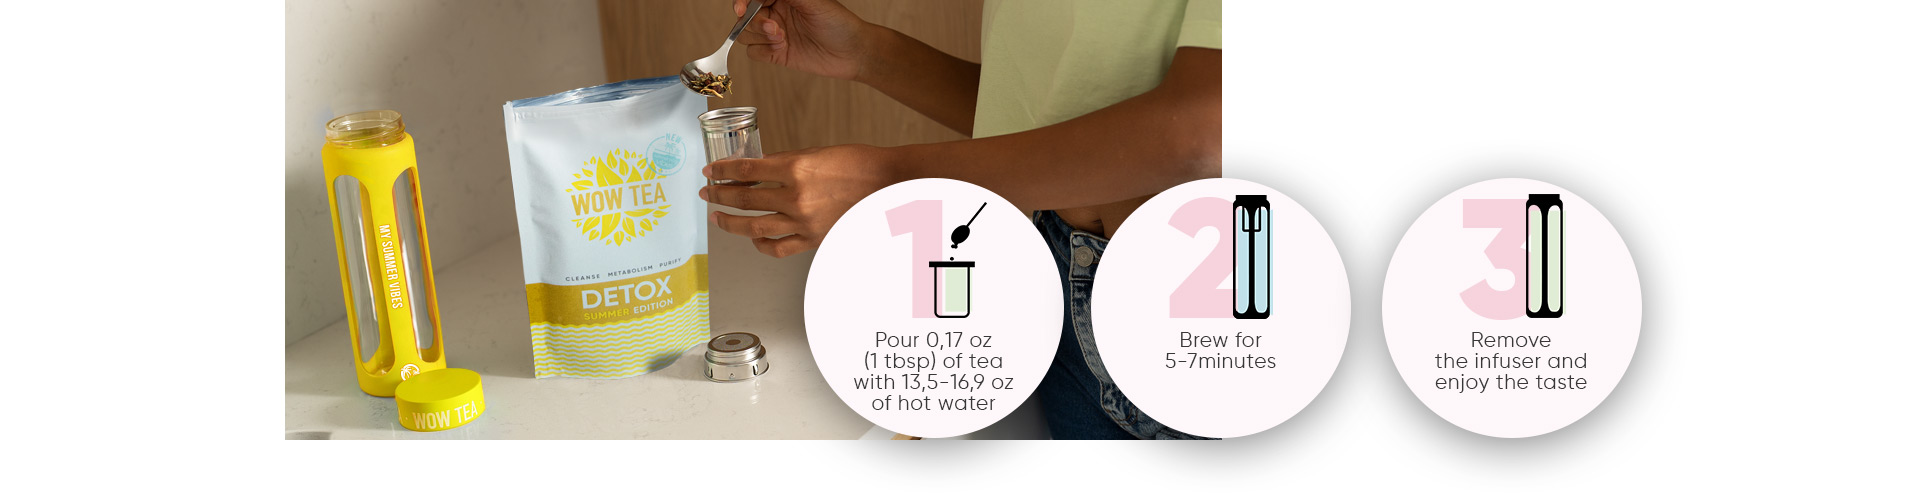 MY SUMMER VIBES
WOW TEA
NEW
WOW TEA
CLEANSE METABOLISM PURIFY
DETOX
SUMMER EDITION
1
Pour 0,17 oz
(1 tbsp) of tea
with 13,5-16,9 oz
of hot water
2
Brew for
5-7minutes
3
Remove
the infuser and
enjoy the taste